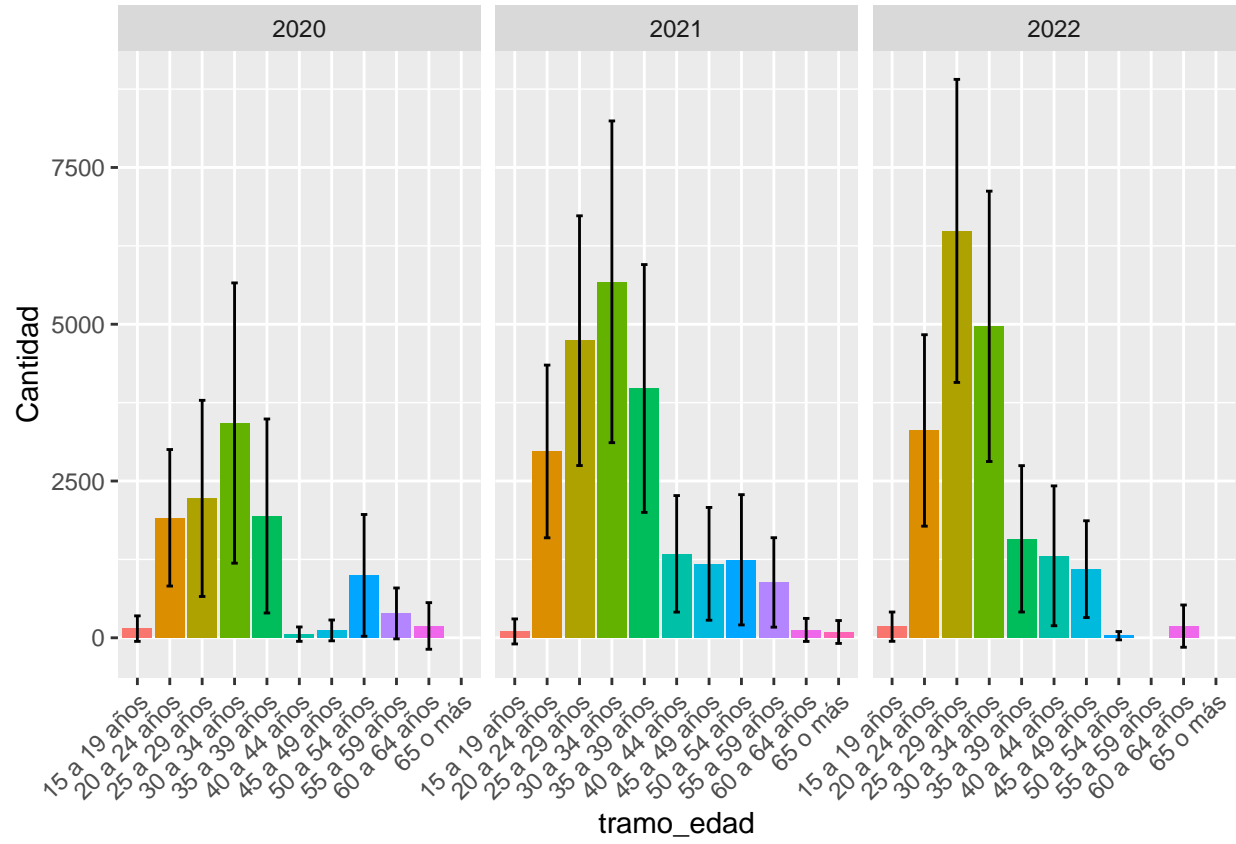 2020
2021
2022
Cantidad
7500
5000
2500
0
15 a 19 años
20 a 24 años
25 a 29 años
30 a 34 años
35 a 39 años
40 a 44 años
45 a 49 años
50 a 54 años
55 a 59 años
60 a 64 años
65 o más
15 a 19 años
20 a 24 años
25 a 29 años
30 a 34 años
35 a 39 años
40 a 44 años
45 a 49 años
50 a 54 años
55 a 59 años
60 a 64 años
65 o más
15 a 19 años
20 a 24 años
25 a 29 años
30 a 34 años
35 a 39 años
40 a 44 años
45 a 49 años
50 a 54 años
55 a 59 años
60 a 64 años
65 o más
tramo_edad